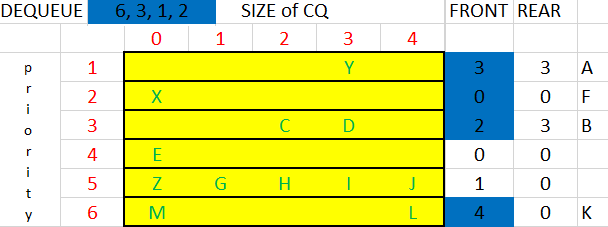 DEQUEUE 6, 3, 1, 2 SIZE of CQ FRONT REAR
0 1 2 3 4
p 1 Y 3 3 A
r 2 X 0 0 F
i 3 C D 2 3 B
o
r 4 E 0 0
i 5 Z G H I J 1 0
t
y 6 M L 4 0 K